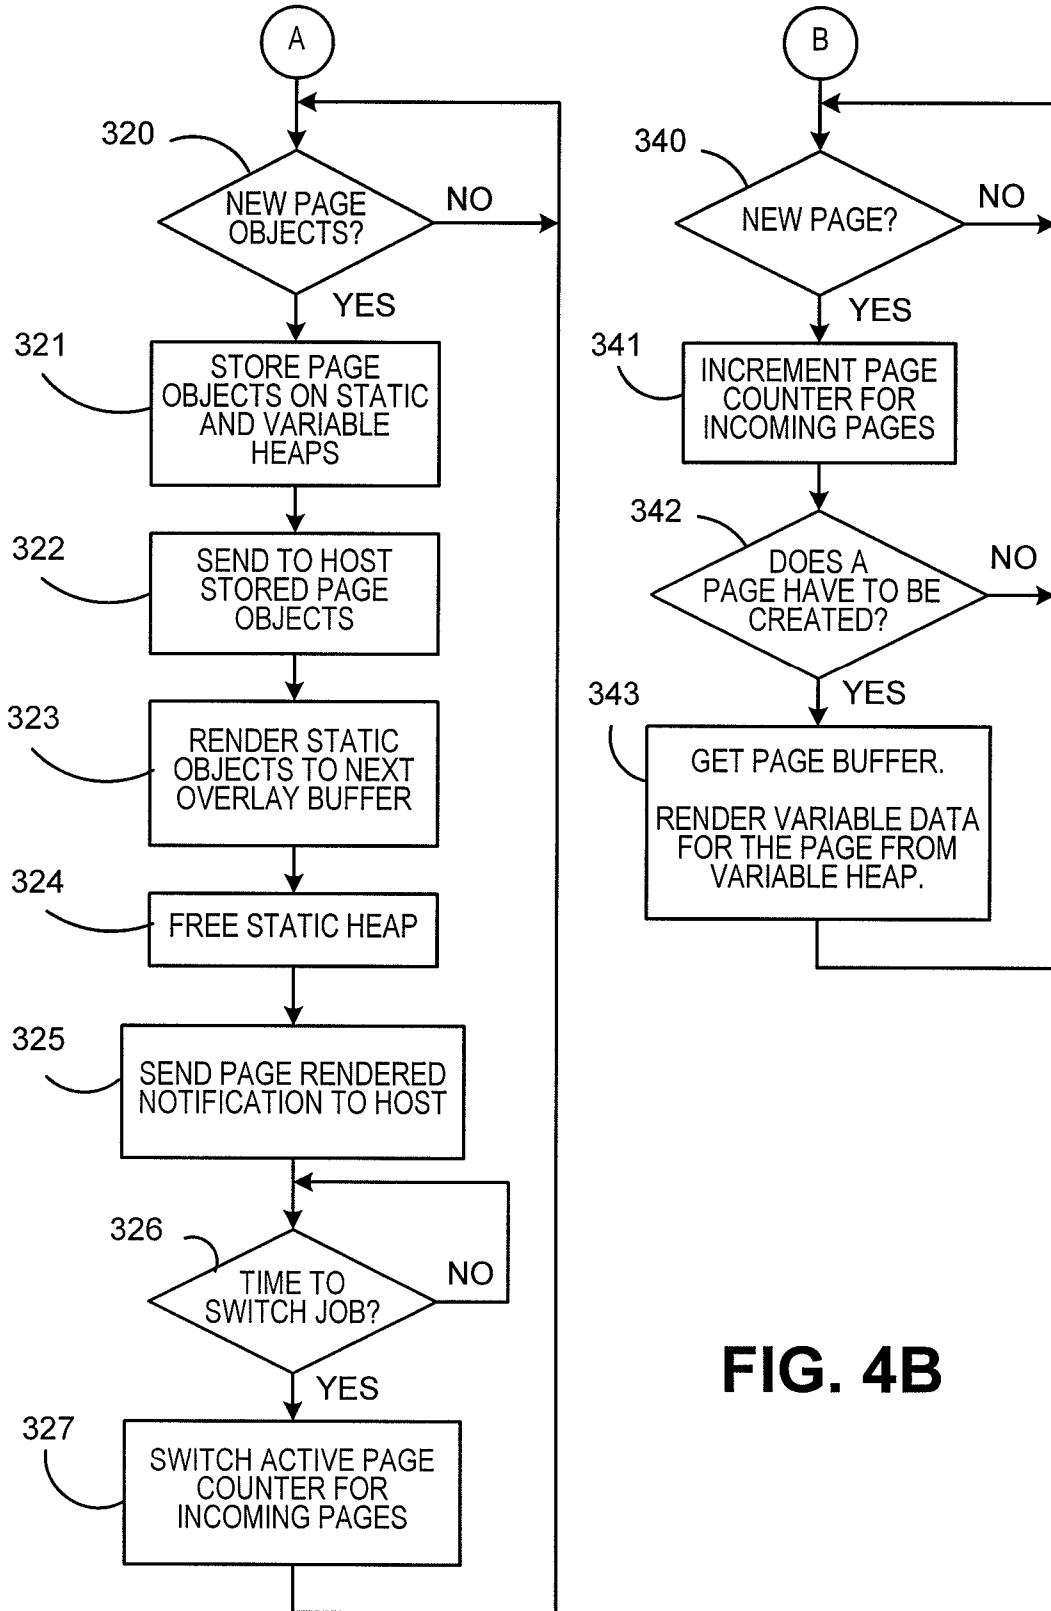 A
320
NEW PAGE
OBJECTS?
NO
YES
321
STORE PAGE
OBJECTS ON STATIC
AND VARIABLE
HEAPS
322
SEND TO HOST
STORED PAGE
OBJECTS
323
RENDER STATIC
OBJECTS TO NEXT
OVERLAY BUFFER
324
FREE STATIC HEAP
325
SEND PAGE RENDERED
NOTIFICATION TO HOST
326
TIME TO
SWITCH JOB?
NO
YES
327
SWITCH ACTIVE PAGE
COUNTER FOR
INCOMING PAGES
B
340
NEW PAGE?
NO
YES
341
INCREMENT PAGE
COUNTER FOR
INCOMING PAGES
342
DOES A
PAGE HAVE TO BE
CREATED?
NO
YES
343
GET PAGE BUFFER.
RENDER VARIABLE DATA
FOR THE PAGE FROM
VARIABLE HEAP.
FIG. 4B